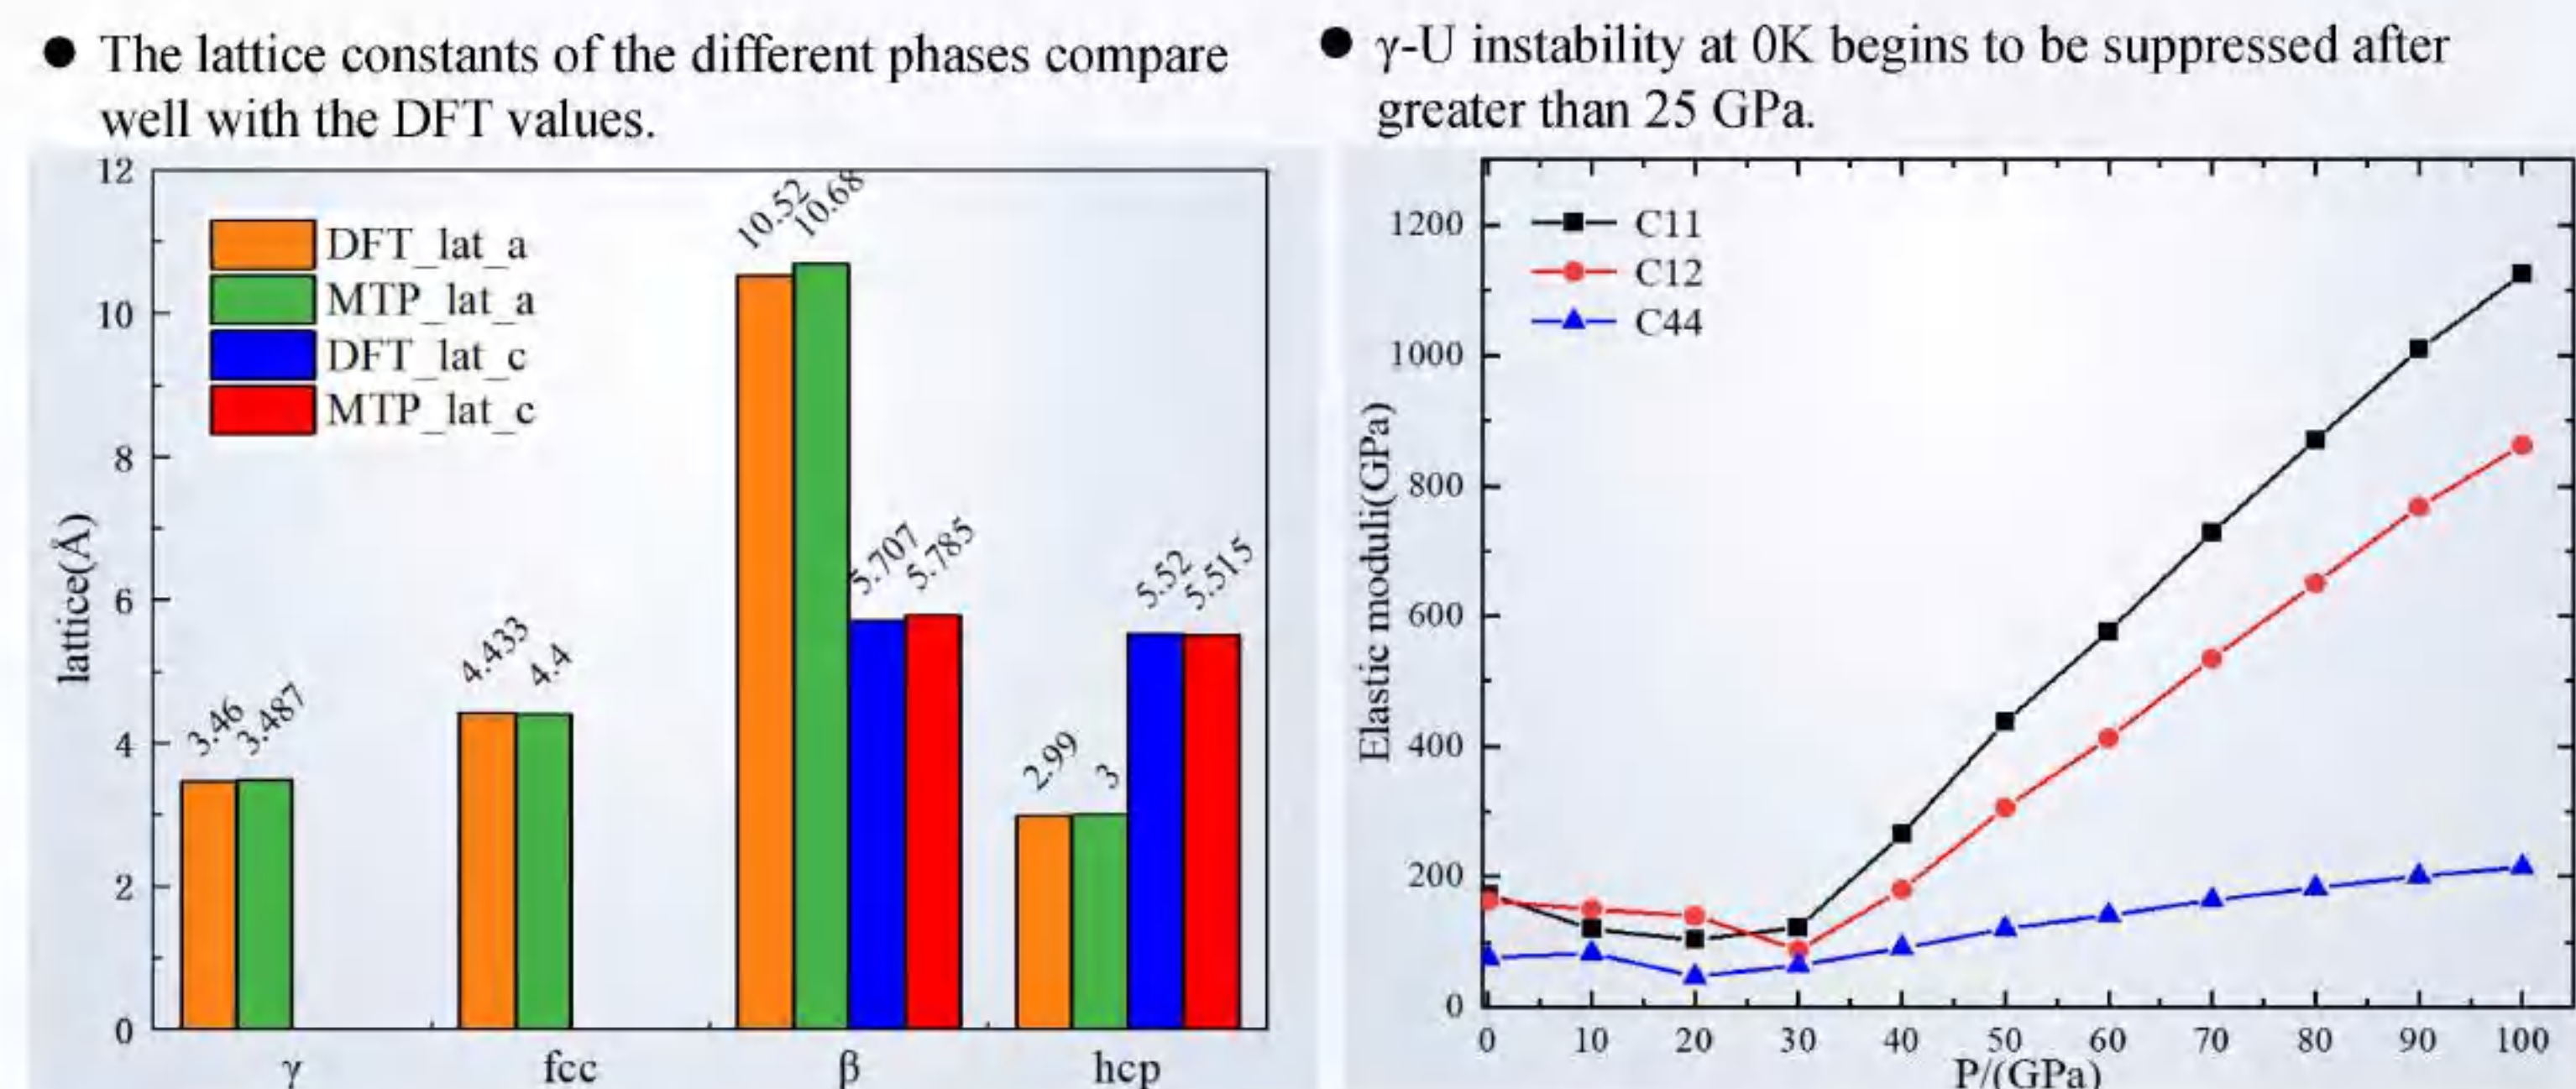 ● The lattice constants of the different phases compare
well with the DFT values.
12
10
8
6
4
2
0
lattice(Å)
DFT_lat_a
MTP_lat_a
DFT_lat_c
MTP_lat_c
3.46
3.487
4.433
4.4
10.52
10.68
5.707
5.785
2.99
3
5.52
5.515
γ fcc β hcp
● γ-U instability at 0K begins to be suppressed after
greater than 25 GPa.
1200
1000
800
600
400
200
0
Elastic moduli(GPa)
C11
C12
C44
0 10 20 30 40 50 60 70 80 90 100
P/(GPa)